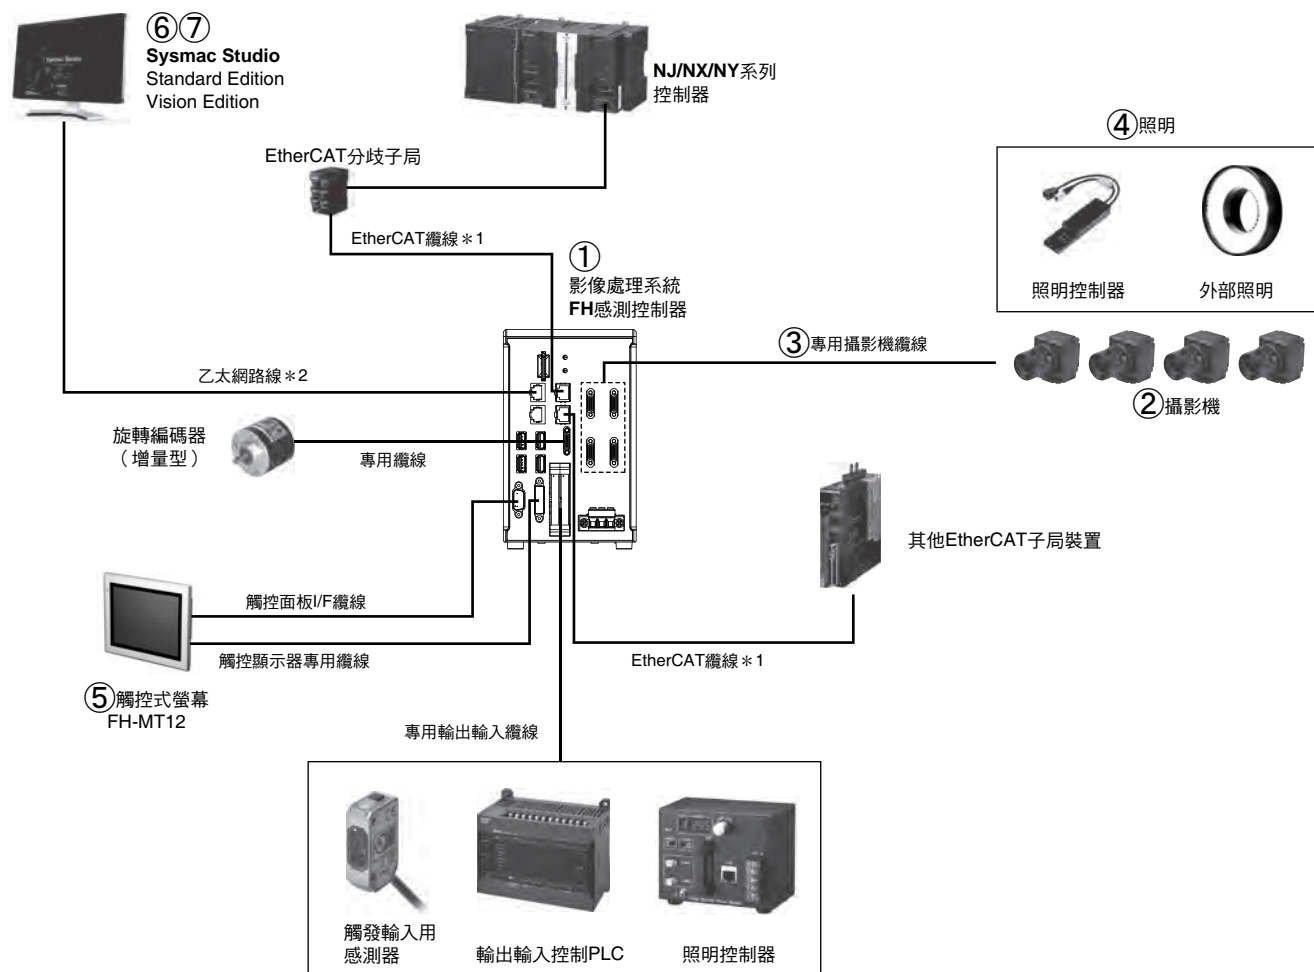 ⑥⑦
Sysmac Studio
Standard Edition
Vision Edition
NJ/NX/NY系列
控制器
④照明
EtherCAT分歧子局
EtherCAT纜線＊1
照明控制器
外部照明
①
影像處理系統
FH感測控制器
③專用攝影機纜線
②攝影機
乙太網路線＊2
旋轉編碼器
（增量型）
專用纜線
其他EtherCAT子局裝置
觸控面板I/F纜線
觸控顯示器專用纜線
EtherCAT纜線＊1
⑤觸控式螢幕
FH-MT12
專用輸出輸入纜線
觸發輸入用
感測器
輸出輸入控制PLC
照明控制器